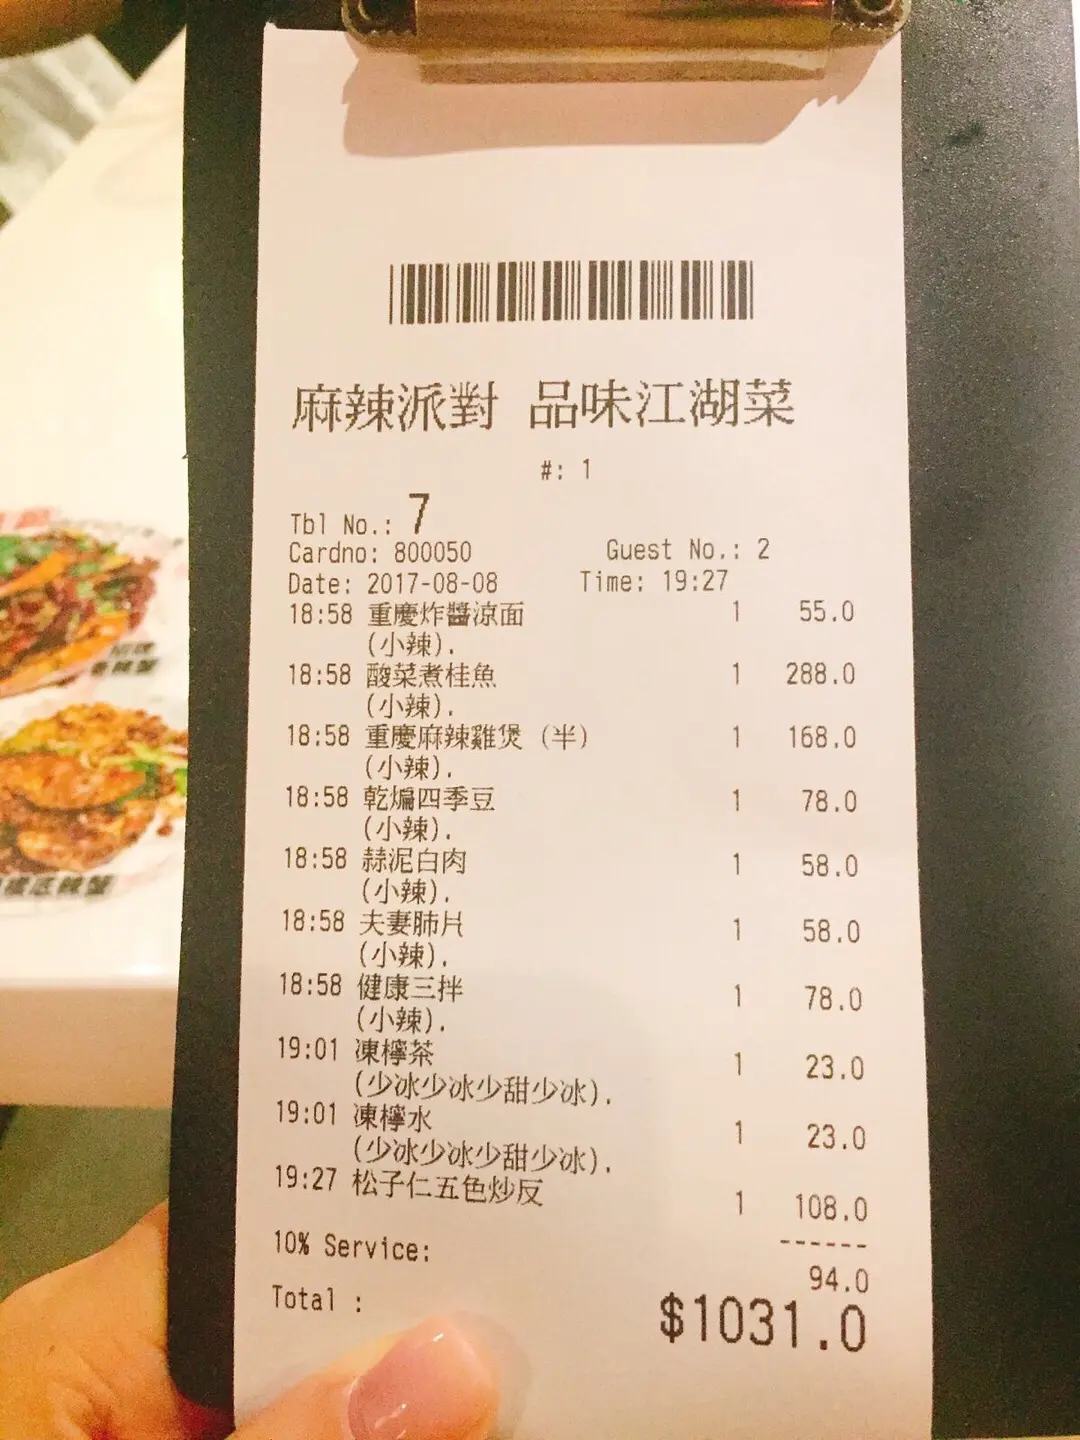 麻辣派對 品味江湖菜
#: 1
Tbl No.: 7
Cardno: 800050 Guest No.: 2
Date: 2017-08-08 Time: 19:27
18:58 重慶炸醬涼面 1 55.0
(小辣).
18:58 酸菜煮桂魚 1 288.0
(小辣).
18:58 重慶麻辣雞煲（半） 1 168.0
(小辣).
18:58 乾煸四季豆 1 78.0
(小辣).
18:58 蒜泥白肉 1 58.0
(小辣).
18:58 夫妻肺片 1 58.0
(小辣).
18:58 健康三拌 1 78.0
(小辣).
19:01 凍檸茶 1 23.0
(少冰少冰少甜少冰).
19:01 凍檸水 1 23.0
(少冰少冰少甜少冰).
19:27 松子仁五色炒反 1 108.0
------
10% Service: 94.0
Total : $1031.0